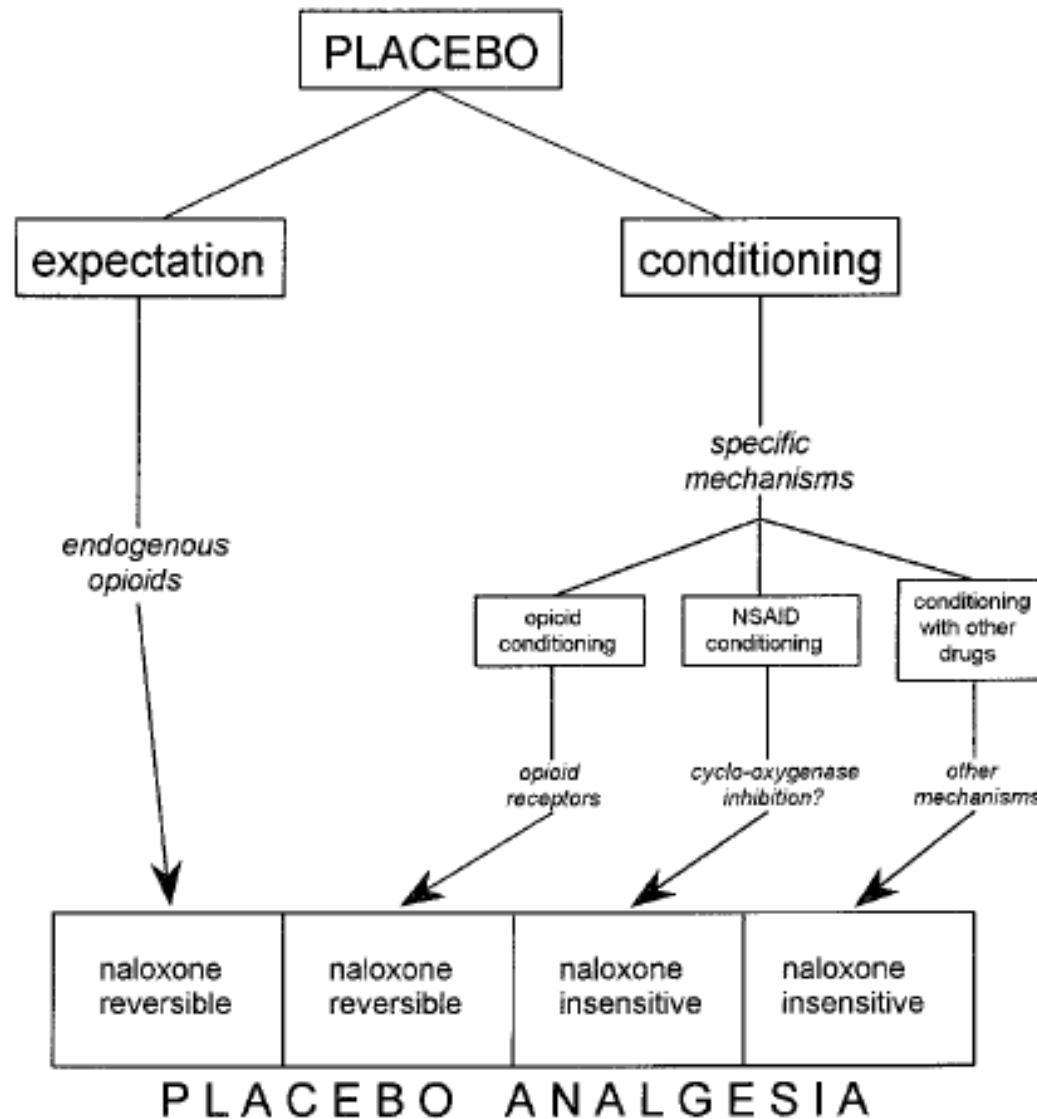 PLACEBO
expectation
conditioning
specific
mechanisms
endogenous
opioids
opioid
conditioning
NSAID
conditioning
conditioning
with other
drugs
opioid
receptors
cyclo-oxygenase
inhibition?
other
mechanisms
naloxone
reversible
naloxone
reversible
naloxone
insensitive
naloxone
insensitive
PLACEBO ANALGESIA